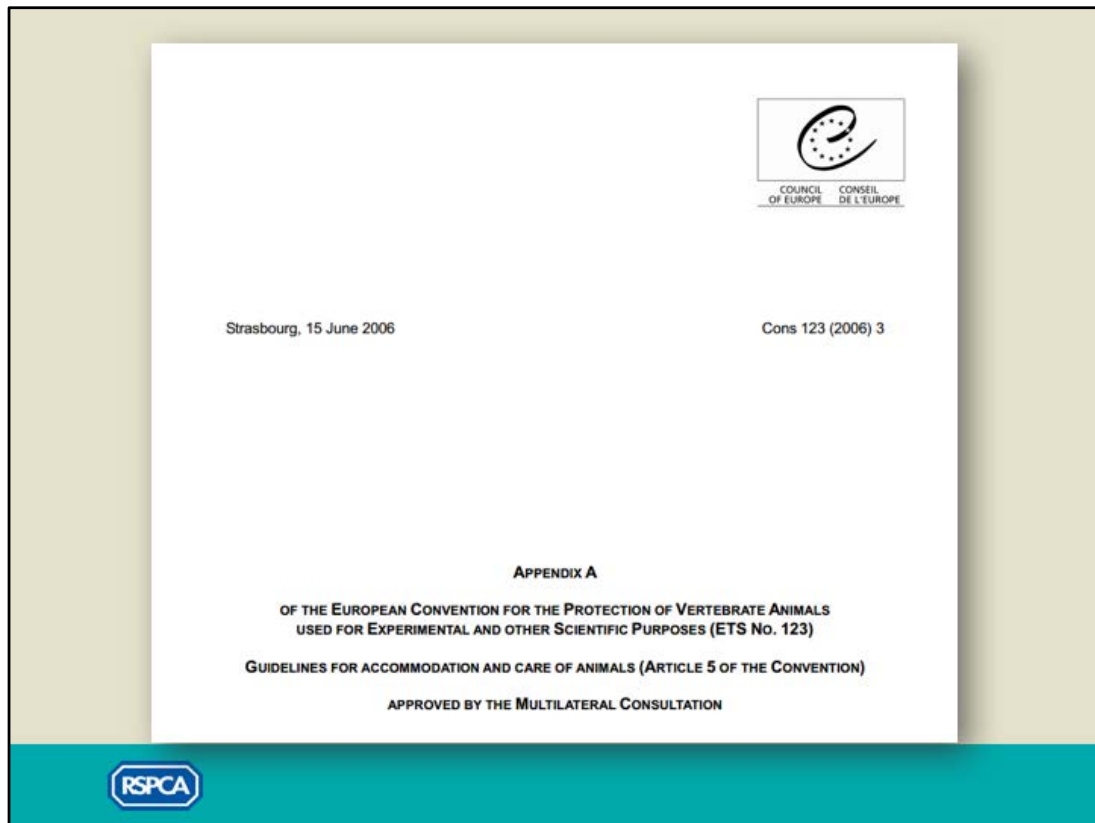 COUNCIL CONSEIL
OF EUROPE DE L'EUROPE
Strasbourg, 15 June 2006 Cons 123 (2006) 3
APPENDIX A
OF THE EUROPEAN CONVENTION FOR THE PROTECTION OF VERTEBRATE ANIMALS
USED FOR EXPERIMENTAL AND OTHER SCIENTIFIC PURPOSES (ETS NO. 123)
GUIDELINES FOR ACCOMMODATION AND CARE OF ANIMALS (ARTICLE 5 OF THE CONVENTION)
APPROVED BY THE MULTILATERAL CONSULTATION
RSPCA